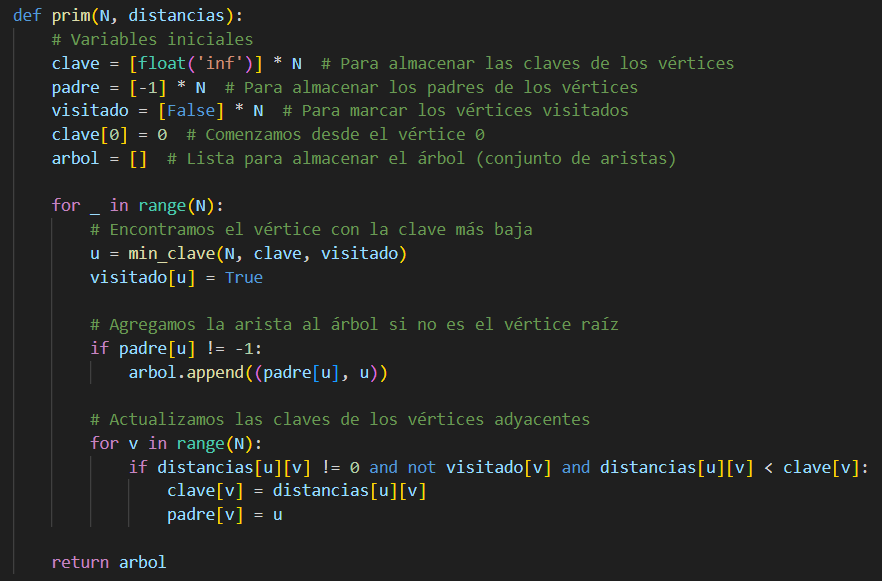 def prim(N, distancias):
    # Variables iniciales
    clave = [float('inf')] * N  # Para almacenar las claves de los vértices
    padre = [-1] * N  # Para almacenar los padres de los vértices
    visitado = [False] * N  # Para marcar los vértices visitados
    clave[0] = 0  # Comenzamos desde el vértice 0
    arbol = []  # Lista para almacenar el árbol (conjunto de aristas)

    for _ in range(N):
        # Encontramos el vértice con la clave más baja
        u = min_clave(N, clave, visitado)
        visitado[u] = True

        # Agregamos la arista al árbol si no es el vértice raíz
        if padre[u] != -1:
            arbol.append((padre[u], u))

        # Actualizamos las claves de los vértices adyacentes
        for v in range(N):
            if distancias[u][v] != 0 and not visitado[v] and distancias[u][v] < clave[v]:
                clave[v] = distancias[u][v]
                padre[v] = u

    return arbol